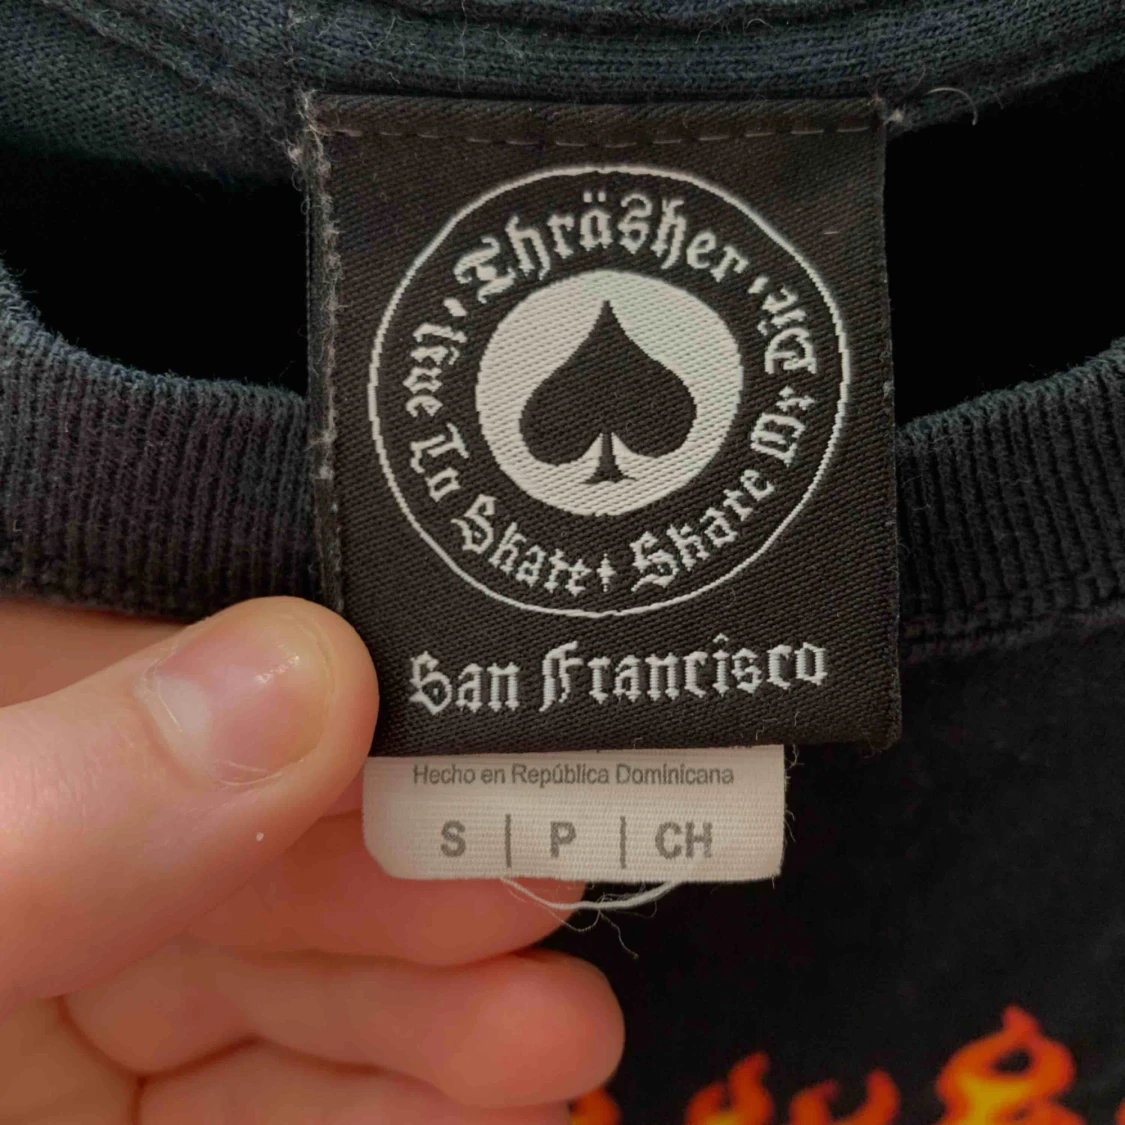 Thräsher
Live To Skate
Skate Or Die
San Francisco
Hecho en República Dominicana
S | P | CH